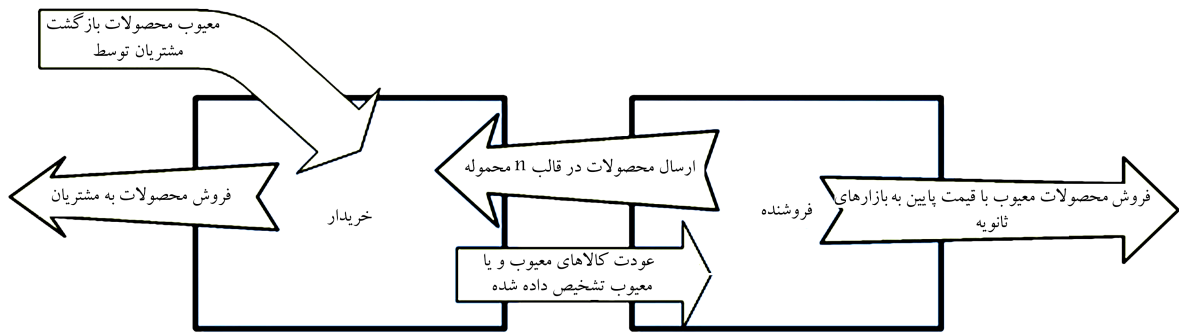 معیوب محصولات بازگشت
مشتریان توسط
ارسال محصولات در قالب n محموله
فروش محصولات به مشتریان
خریدار
فروشنده
فروش محصولات معیوب با قیمت پایین به بازارهای
ثانویه
عودت کالاهای معیوب و یا
معیوب تشخیص داده شده